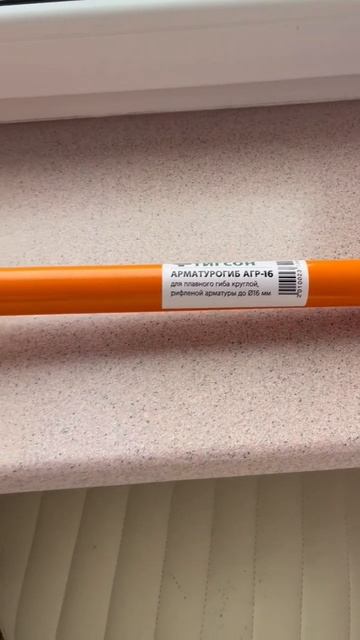 АРМАТУРОГИБ АГР-16
для плавного гиба круглой,
рифленой арматуры до Ø16 мм